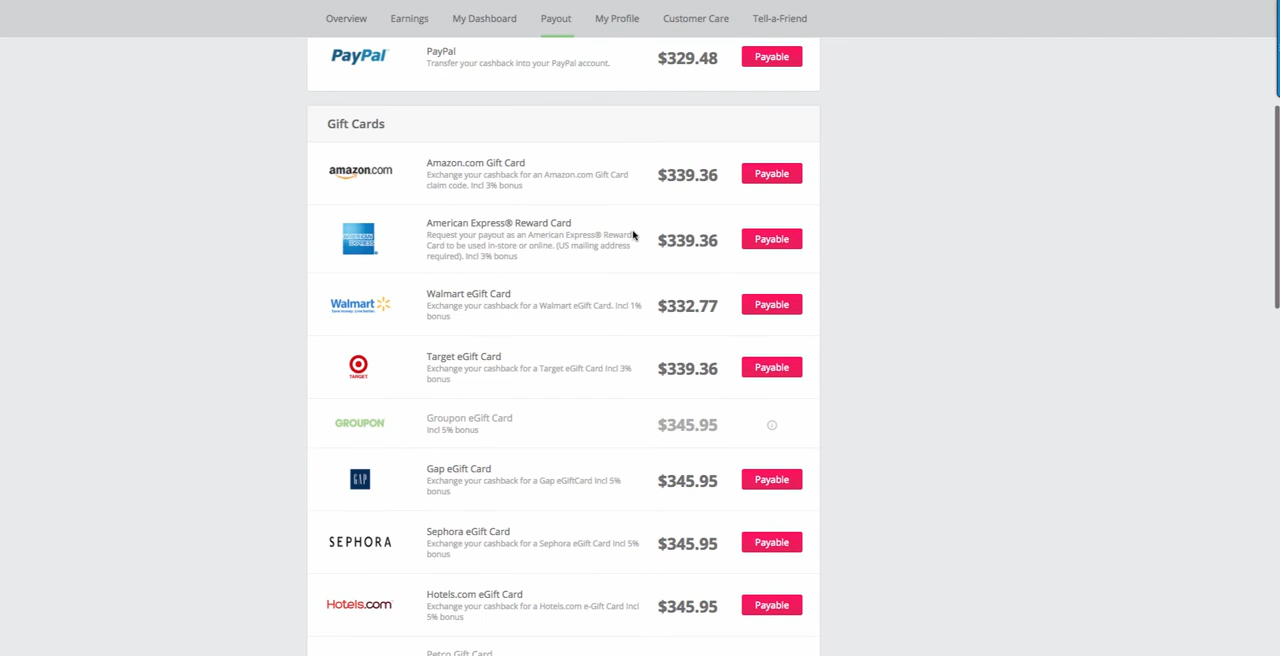 Overview Earnings My Dashboard Payout My Profile Customer Care Tell-a-Friend
PayPal
PayPal
Transfer your cashback into your PayPal account.
$329.48
Payable
Gift Cards
amazon.com
Amazon.com Gift Card
Exchange your cashback for an Amazon.com Gift Card
claim code. Incl 3% bonus
$339.36
Payable
AMERICAN
EXPRESS
American Express® Reward Card
Request your payout as an American Express® Reward
Card to be used in-store or online. (US mailing address
required). Incl 3% bonus
$339.36
Payable
Walmart
Save money. Live better.
Walmart eGift Card
Exchange your cashback for a Walmart eGift Card. Incl 1%
bonus
$332.77
Payable
TARGET
Target eGift Card
Exchange your cashback for a Target eGift Card Incl 3%
bonus
$339.36
Payable
GROUPON
Groupon eGift Card
Incl 5% bonus
$345.95
GAP
Gap eGift Card
Exchange your cashback for a Gap eGiftCard Incl 5%
bonus
$345.95
Payable
SEPHORA
Sephora eGift Card
Exchange your cashback for a Sephora eGift Card Incl 5%
bonus
$345.95
Payable
Hotels.com
Hotels.com eGift Card
Exchange your cashback for a Hotels.com e-Gift Card Incl
5% bonus
$345.95
Payable
Petro Gift Card